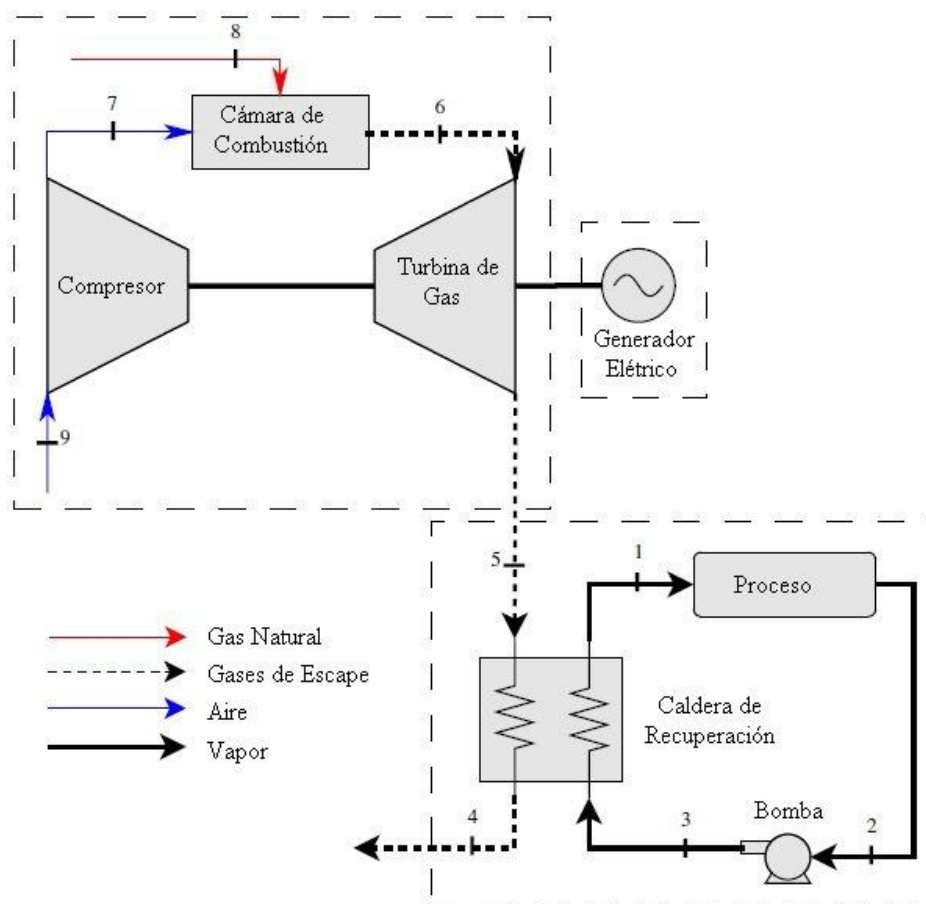 8
7
6
Cámara de
Combustión
Compresor
Turbina de
Gas
Generador
Elétrico
9
5
1
Proceso
Gas Natural
Gases de Escape
Aire
Vapor
Caldera de
Recuperación
Bomba
4
3
2